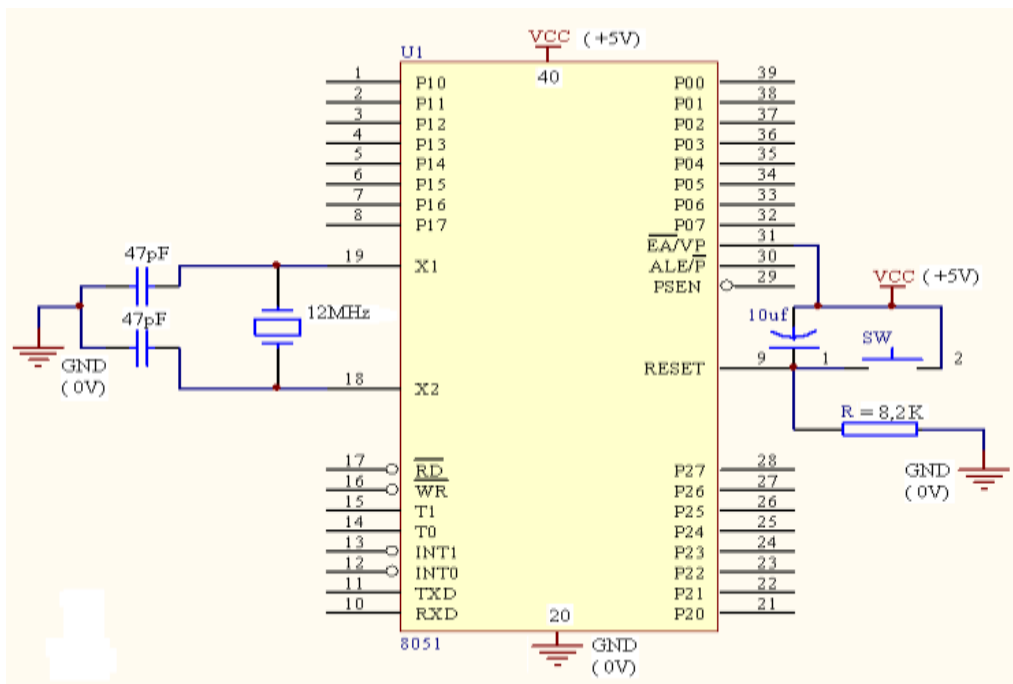 VCC (+5V)
U1
40
1 P10
2 P11
3 P12
4 P13
5 P14
6 P15
7 P16
8 P17
39 P00
38 P01
37 P02
36 P03
35 P04
34 P05
33 P06
32 P07
31 EA/VP
30 ALE/P
29 PSEN
47pF
47pF
19 X1
12MHz
18 X2
GND
(0V)
VCC (+5V)
10uf
SW
RESET 9 1 2
R = 8,2K
GND
(0V)
17 RD
16 WR
15 T1
14 T0
13 INT1
12 INT0
11 TXD
10 RXD
P27 28
P26 27
P25 26
P24 25
P23 24
P22 23
P21 22
P20 21
20
8051
GND
(0V)